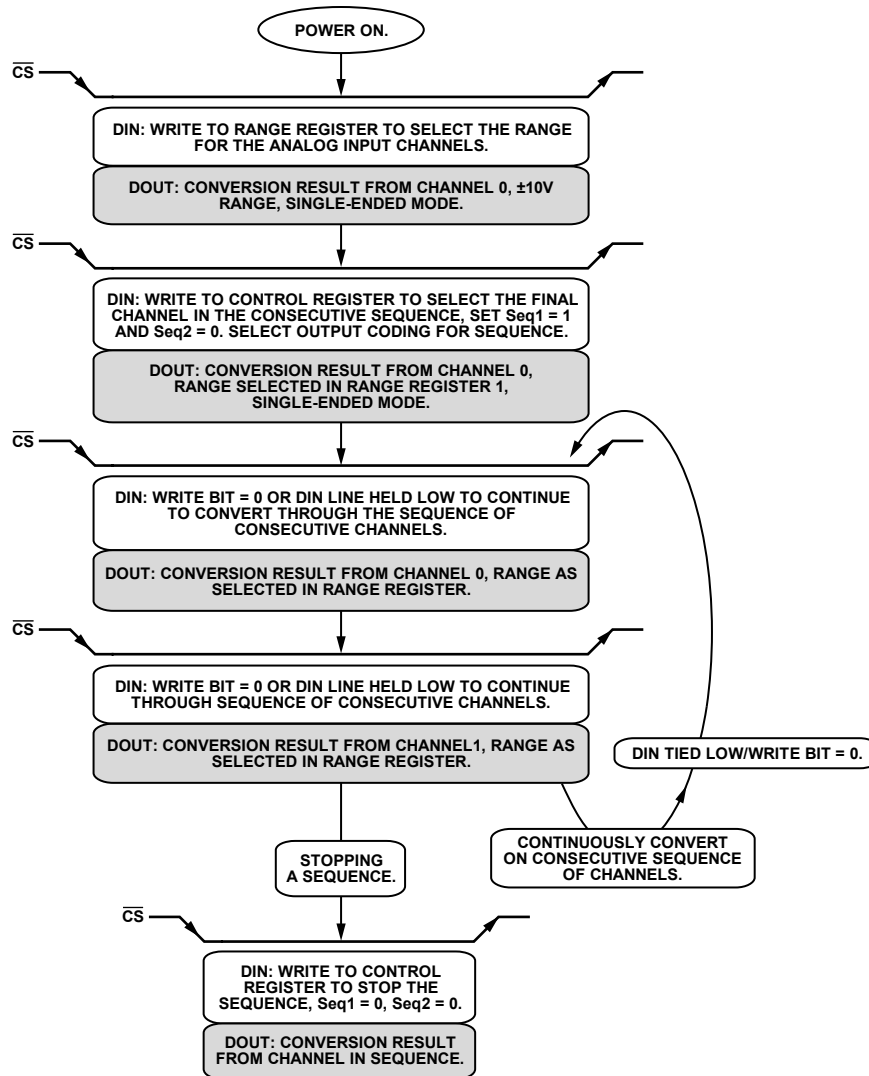 POWER ON.
CS
DIN: WRITE TO RANGE REGISTER TO SELECT THE RANGE
FOR THE ANALOG INPUT CHANNELS.
DOUT: CONVERSION RESULT FROM CHANNEL 0, ±10V
RANGE, SINGLE-ENDED MODE.
CS
DIN: WRITE TO CONTROL REGISTER TO SELECT THE FINAL
CHANNEL IN THE CONSECUTIVE SEQUENCE, SET Seq1 = 1
AND Seq2 = 0. SELECT OUTPUT CODING FOR SEQUENCE.
DOUT: CONVERSION RESULT FROM CHANNEL 0,
RANGE SELECTED IN RANGE REGISTER 1,
SINGLE-ENDED MODE.
CS
DIN: WRITE BIT = 0 OR DIN LINE HELD LOW TO CONTINUE
TO CONVERT THROUGH THE SEQUENCE OF
CONSECUTIVE CHANNELS.
DOUT: CONVERSION RESULT FROM CHANNEL 0, RANGE AS
SELECTED IN RANGE REGISTER.
CS
DIN: WRITE BIT = 0 OR DIN LINE HELD LOW TO CONTINUE
THROUGH SEQUENCE OF CONSECUTIVE CHANNELS.
DOUT: CONVERSION RESULT FROM CHANNEL1, RANGE AS
SELECTED IN RANGE REGISTER.
DIN TIED LOW/WRITE BIT = 0.
CONTINUOUSLY CONVERT
ON CONSECUTIVE SEQUENCE
OF CHANNELS.
STOPPING
A SEQUENCE.
CS
DIN: WRITE TO CONTROL
REGISTER TO STOP THE
SEQUENCE, Seq1 = 0, Seq2 = 0.
DOUT: CONVERSION RESULT
FROM CHANNEL IN SEQUENCE.